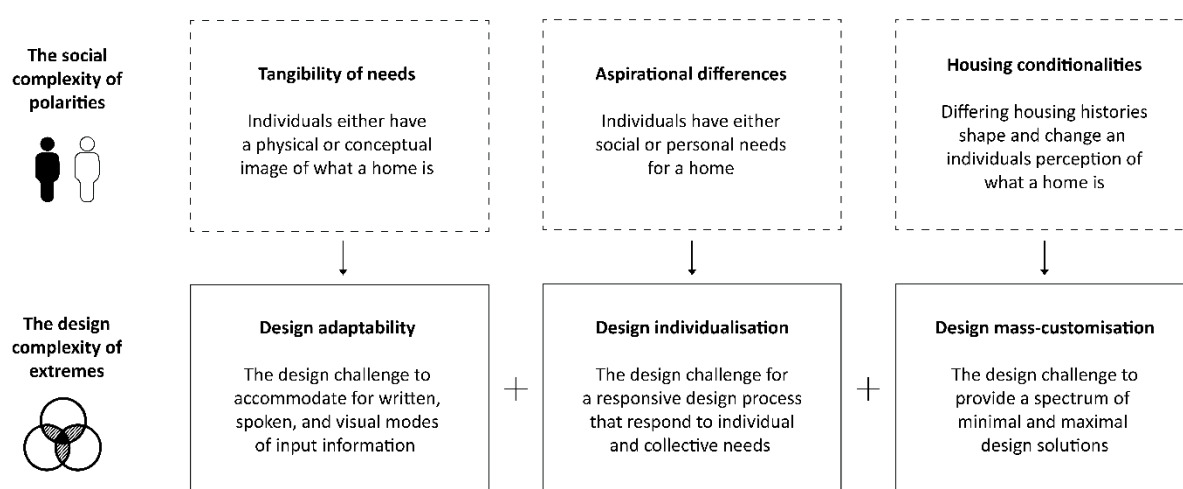 The social
complexity of
polarities
Tangibility of needs
Individuals either have
a physical or conceptual
image of what a home is
Aspirational differences
Individuals have either
social or personal needs
for a home
Housing conditionalities
Differing housing histories
shape and change an
individuals perception of
what a home is
The design
complexity of
extremes
Design adaptability
The design challenge to
accommodate for written,
spoken, and visual modes
of input information
+
Design individualisation
The design challenge for
a responsive design process
that respond to individual
and collective needs
+
Design mass-customisation
The design challenge to
provide a spectrum of
minimal and maximal
design solutions